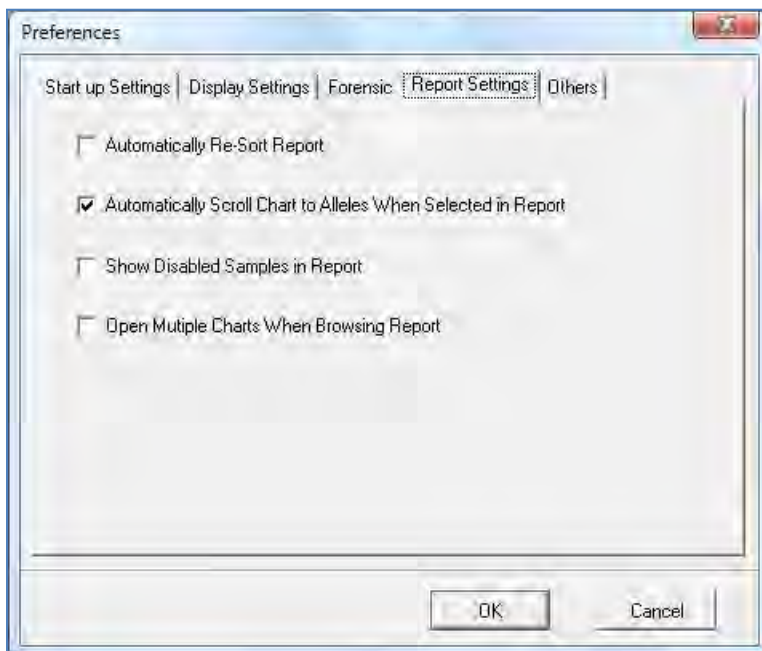 Preferences
Start up Settings Display Settings Forensic Report Settings Others
Automatically Re-Sort Report
Automatically Scroll Chart to Alleles When Selected in Report
Show Disabled Samples in Report
Open Mutiple Charts When Browsing Report
OK Cancel